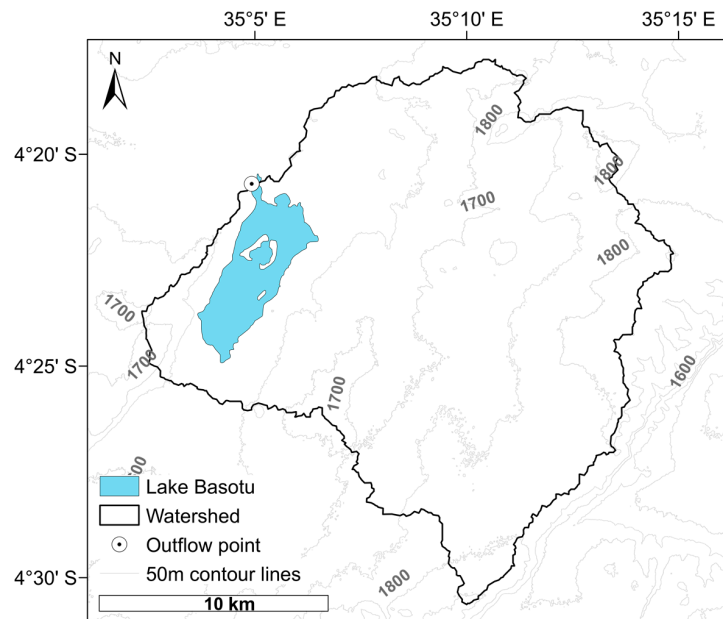 35°5' E 35°10' E 35°15' E
N
1800
4°20' S
1800
1700
1800
1700
1700
1600
4°25' S
1700
Lake Basotu
Watershed
Outflow point
50m contour lines
4°30' S
1800
10 km